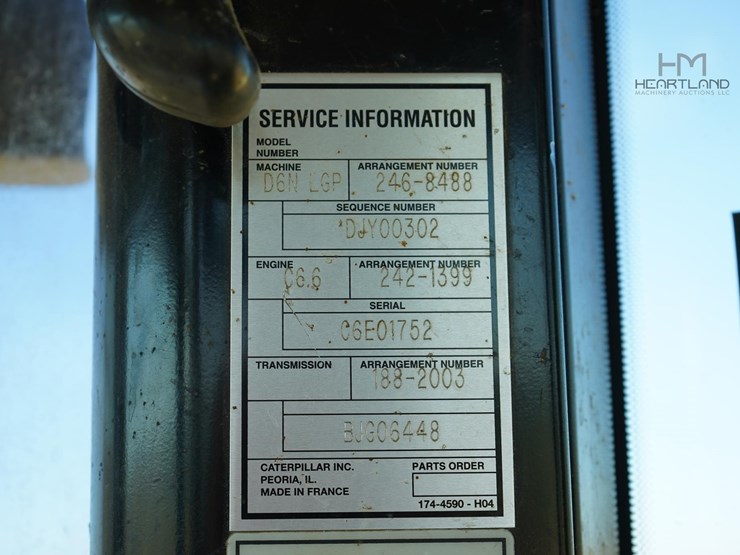 HM
HEARTLAND
MACHINERY AUCTIONS LLC
SERVICE INFORMATION
MODEL
NUMBER
MACHINE ARRANGEMENT NUMBER
D6N LGP 246-8488
SEQUENCE NUMBER
DJY00302
ENGINE ARRANGEMENT NUMBER
C6.6 242-1399
SERIAL
C6E01752
TRANSMISSION ARRANGEMENT NUMBER
188-2003
BJG06448
CATERPILLAR INC. PARTS ORDER
PEORIA, IL.
MADE IN FRANCE
174-4590 - H04